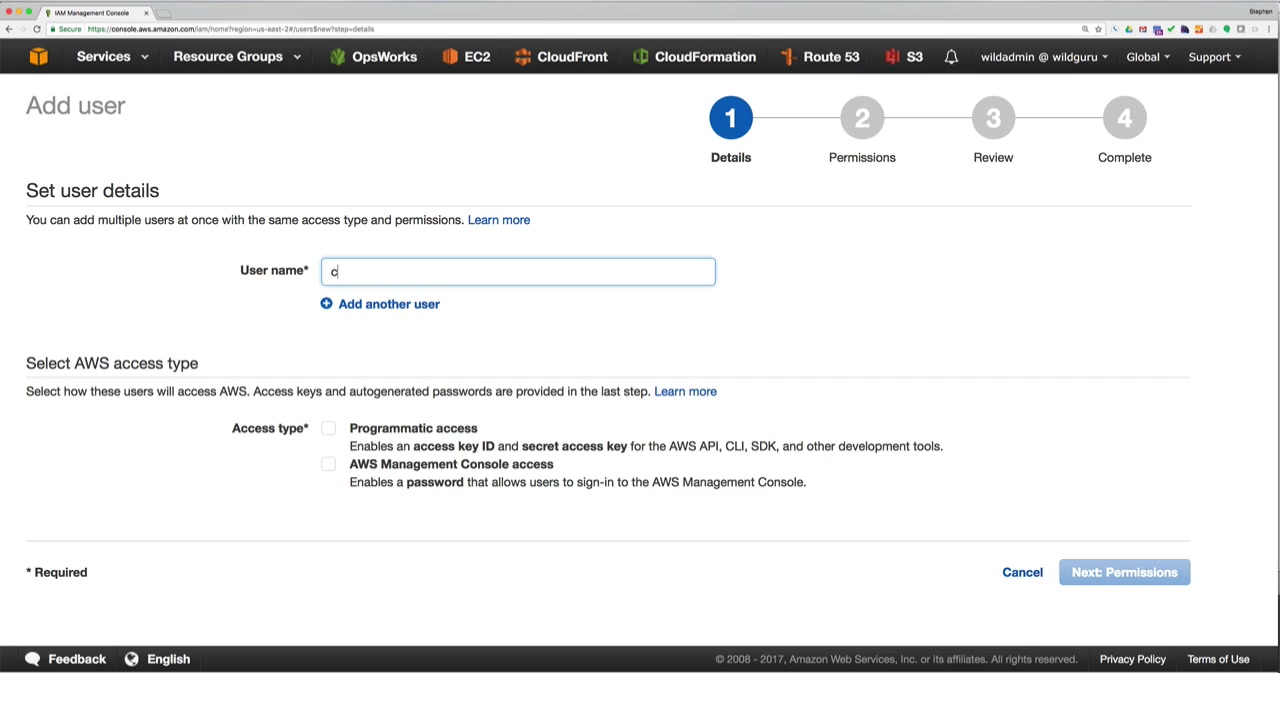 IAM Management Console
Stephen
Secure https://console.aws.amazon.com/iam/home?region=us-east-2#/users$new?step=details
Services Resource Groups OpsWorks EC2 CloudFront CloudFormation Route 53 S3 wildadmin @ wildguru Global Support
Add user
1 2 3 4
Details Permissions Review Complete
Set user details
You can add multiple users at once with the same access type and permissions. Learn more
User name* c
Add another user
Select AWS access type
Select how these users will access AWS. Access keys and autogenerated passwords are provided in the last step. Learn more
Access type* Programmatic access
Enables an access key ID and secret access key for the AWS API, CLI, SDK, and other development tools.
AWS Management Console access
Enables a password that allows users to sign-in to the AWS Management Console.
* Required Cancel Next: Permissions
Feedback English © 2008 - 2017, Amazon Web Services, Inc. or its affiliates. All rights reserved. Privacy Policy Terms of Use